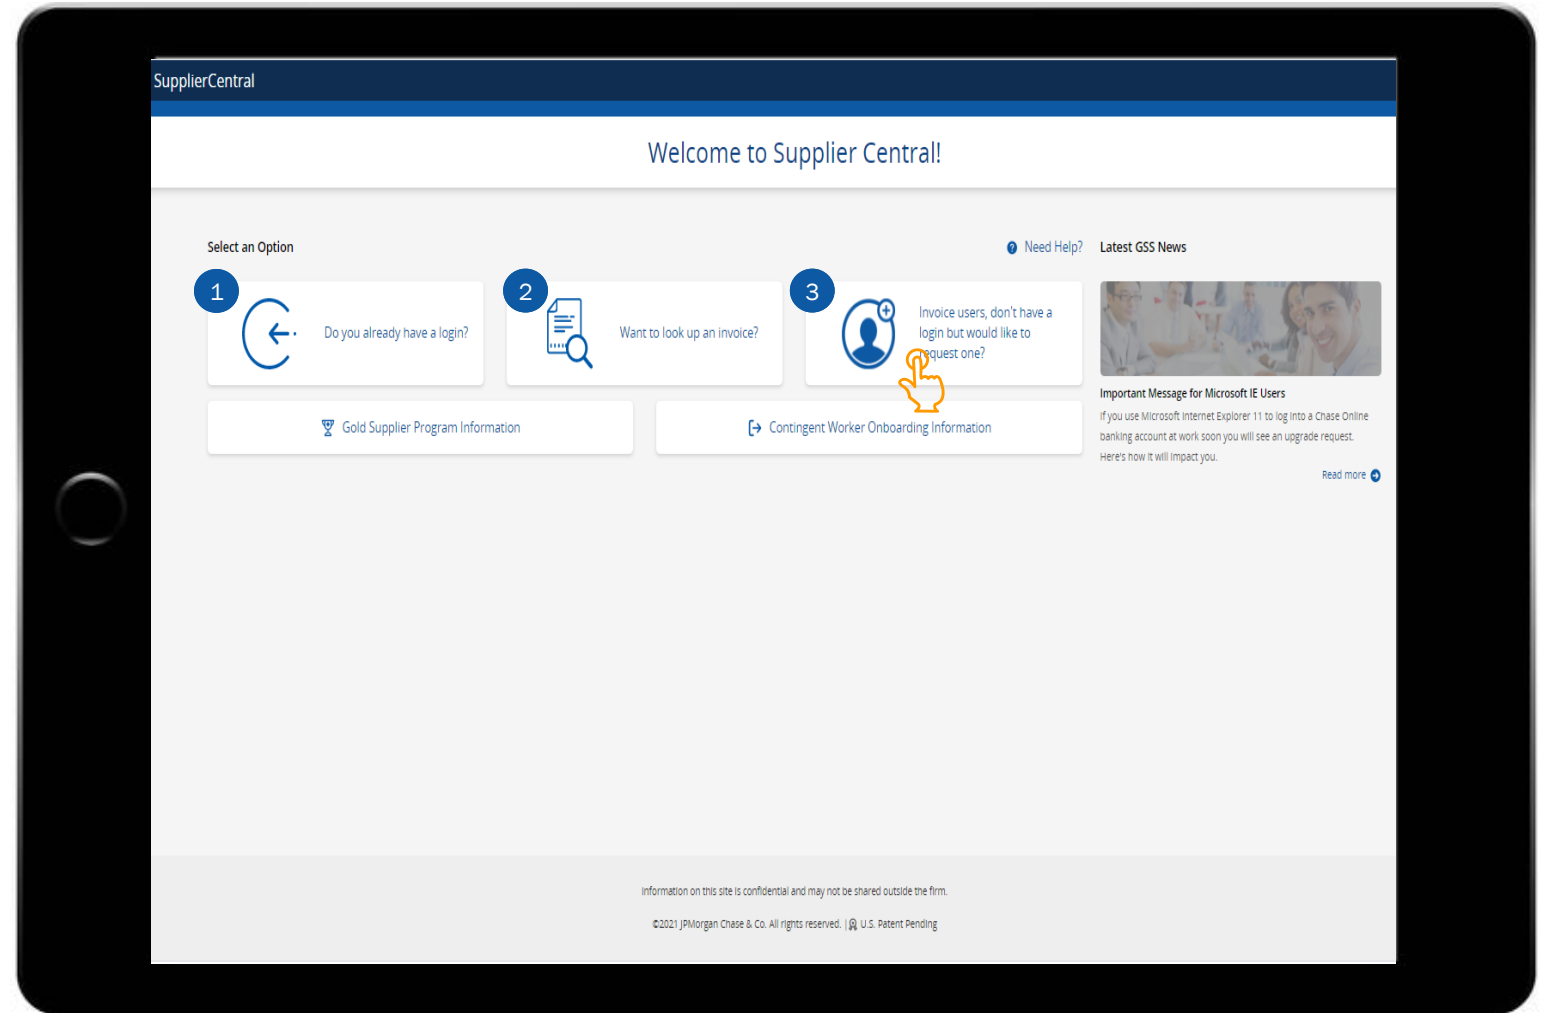 SupplierCentral
Welcome to Supplier Central!
Select an Option
Need Help?
1
Do you already have a login?
2
Want to look up an invoice?
3
Invoice users, don't have a
login but would like to
request one?
Gold Supplier Program Information
Contingent Worker Onboarding Information
Latest GSS News
Important Message for Microsoft IE Users
If you use Microsoft Internet Explorer 11 to log into a Chase Online
banking account at work soon you will see an upgrade request.
Here's how it will impact you.
Read more
Information on this site is confidential and may not be shared outside the firm.
©2021 JPMorgan Chase & Co. All rights reserved. | U.S. Patent Pending